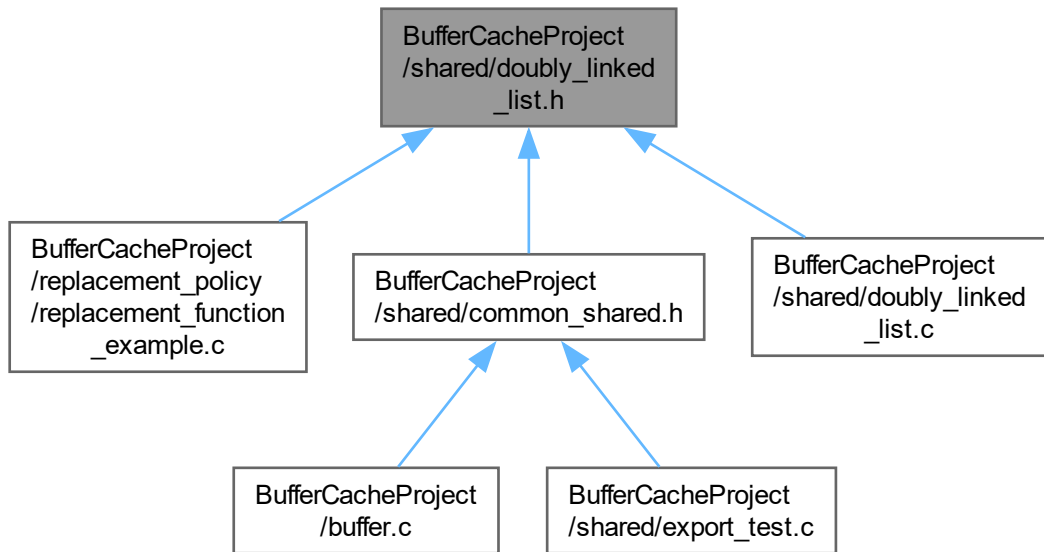 BufferCacheProject
/shared/doubly_linked
_list.h
BufferCacheProject
/replacement_policy
/replacement_function
_example.c
BufferCacheProject
/shared/common_shared.h
BufferCacheProject
/shared/doubly_linked
_list.c
BufferCacheProject
/buffer.c
BufferCacheProject
/shared/export_test.c